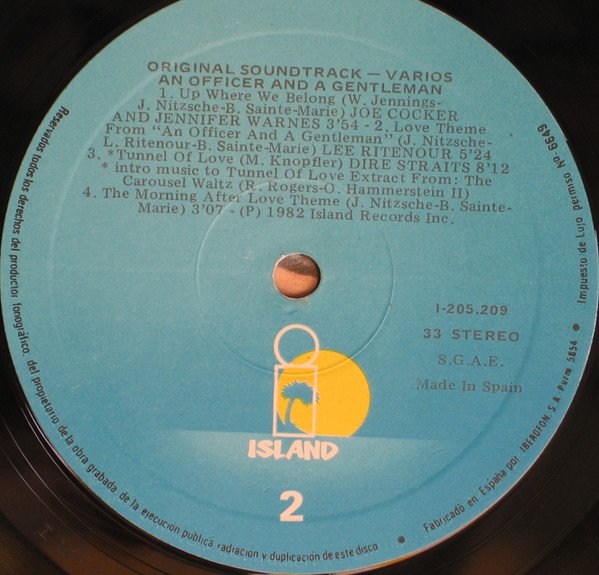 ORIGINAL SOUNDTRACK — VARIOS
AN OFFICER AND A GENTLEMAN
1. Up Where We Belong (W. Jennings-
J. Nitzsche-B. Sainte-Marie) JOE COCKER
AND JENNIFER WARNES 3'54 - 2. Love Theme
From "An Officer And A Gentleman" (J. Nitzsche-
L. Ritenour-B. Sainte-Marie) LEE RITENOUR 5'24
3. *Tunnel Of Love (M. Knopfler) DIRE STRAITS 8'12
* intro music to Tunnel Of Love Extract From: The
Carousel Waltz (R. Rogers-O. Hammerstein II)
4. The Morning After Love Theme (J. Nitzsche-B. Sainte-
Marie) 3'07 - (P) 1982 Island Records Inc.
I-205.209
33 STEREO
S.G.A.E.
Made In Spain
ISLAND
2
Reservados todos los derechos del productor fonográfico, del propietario de la obra grabada de la ejecución publica radiación y duplicación de este disco • Fabricado en España por IBEROFON, S. A. Perm 5854 • Impuesto de Lujo permiso No. 6649